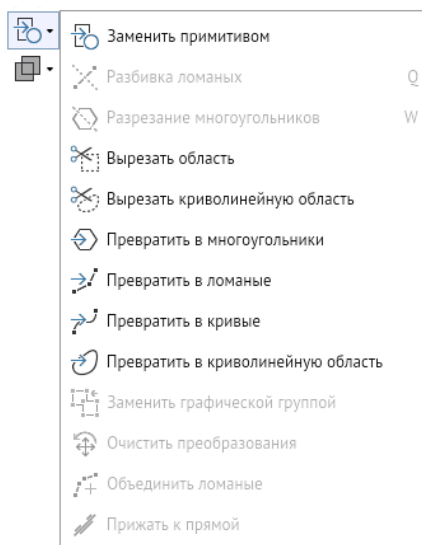 Заменить примитивом
Разбивка ломаных Q
Разрезание многоугольников W
Вырезать область
Вырезать криволинейную область
Превратить в многоугольники
Превратить в ломаные
Превратить в кривые
Превратить в криволинейную область
Заменить графической группой
Очистить преобразования
Объединить ломаные
Прижать к прямой